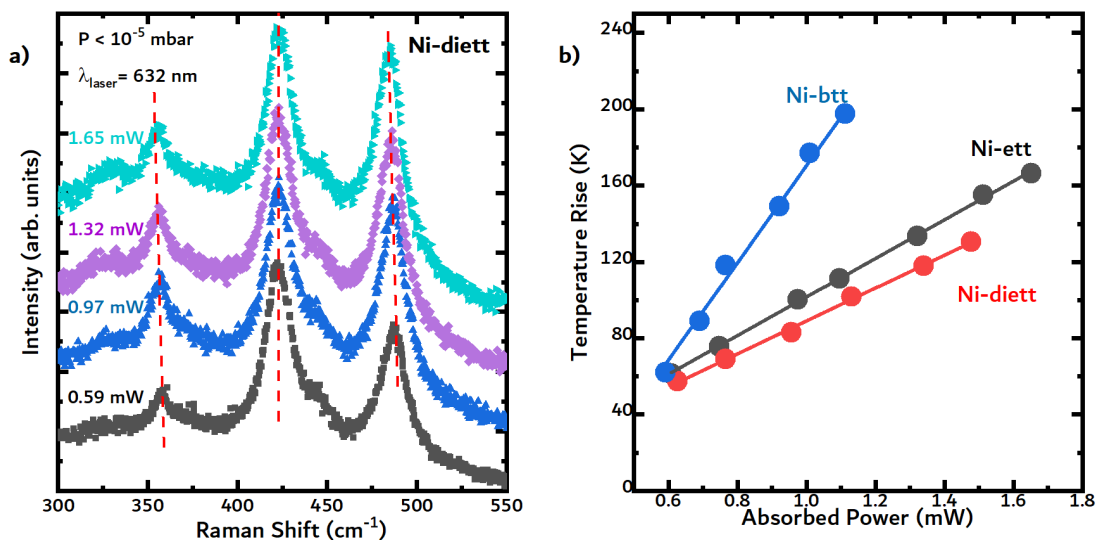 a)
P < 10⁻⁵ mbar
λlaser= 632 nm
Ni-diett
1.65 mW
1.32 mW
0.97 mW
0.59 mW
Intensity (arb. units)
300 350 400 450 500 550
Raman Shift (cm⁻¹)
b)
240
200
160
120
80
40
0
Temperature Rise (K)
Ni-btt
Ni-ett
Ni-diett
0.6 0.8 1.0 1.2 1.4 1.6 1.8
Absorbed Power (mW)